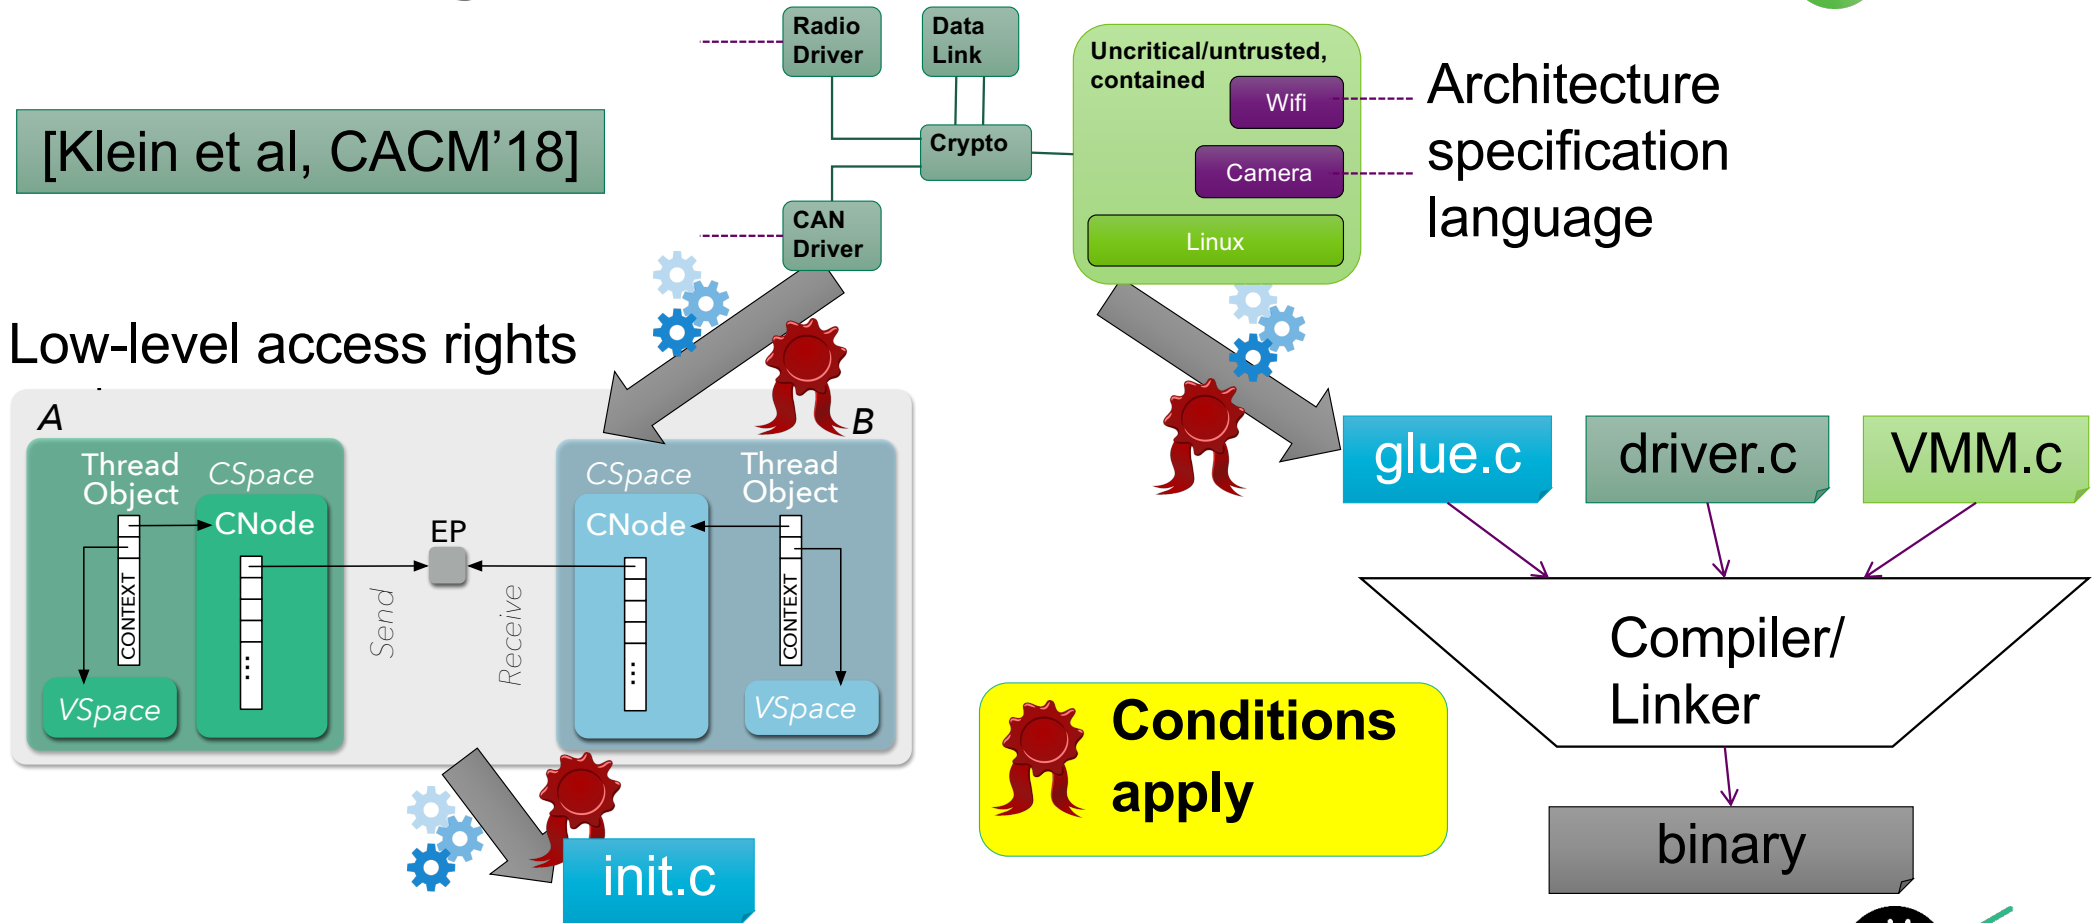 Radio
Driver
Data
Link
Uncritical/untrusted,
contained
Wifi
Camera
Linux
Architecture
specification
language
[Klein et al, CACM’18]
Crypto
CAN
Driver
Low-level access rights
A
B
Thread
Object
CSpace
CNode
CONTEXT
VSpace
...
EP
Send
Receive
CSpace
CNode
...
Thread
Object
CONTEXT
VSpace
glue.c
driver.c
VMM.c
Compiler/
Linker
binary
Conditions
apply
init.c